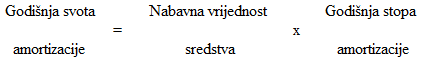 Godišnja svota Nabavna vrijednost Godišnja stopa
= x
amortizacije sredstva amortizacije